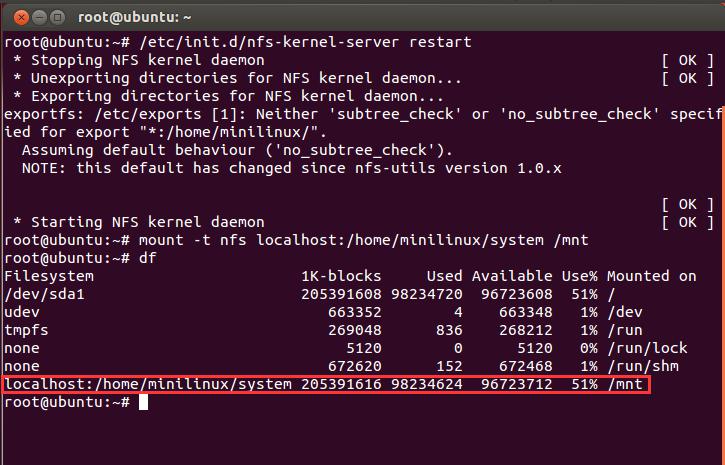 root@ubuntu: ~
root@ubuntu:~# /etc/init.d/nfs-kernel-server restart
 * Stopping NFS kernel daemon                                            [ OK ]
 * Unexporting directories for NFS kernel daemon...                      [ OK ]
 * Exporting directories for NFS kernel daemon...
exportfs: /etc/exports [1]: Neither 'subtree_check' or 'no_subtree_check' specif
ied for export "*:/home/minilinux/".
  Assuming default behaviour ('no_subtree_check').
  NOTE: this default has changed since nfs-utils version 1.0.x
                                                                         [ OK ]
 * Starting NFS kernel daemon                                            [ OK ]
root@ubuntu:~# mount -t nfs localhost:/home/minilinux/system /mnt
root@ubuntu:~# df
Filesystem                       1K-blocks     Used Available Use% Mounted on
/dev/sda1                        205391608 98234720  96723608  51% /
udev                                663352        4    663348   1% /dev
tmpfs                               269048      836    268212   1% /run
none                                  5120        0      5120   0% /run/lock
none                                672620      152    672468   1% /run/shm
localhost:/home/minilinux/system 205391616 98234624  96723712  51% /mnt
root@ubuntu:~#